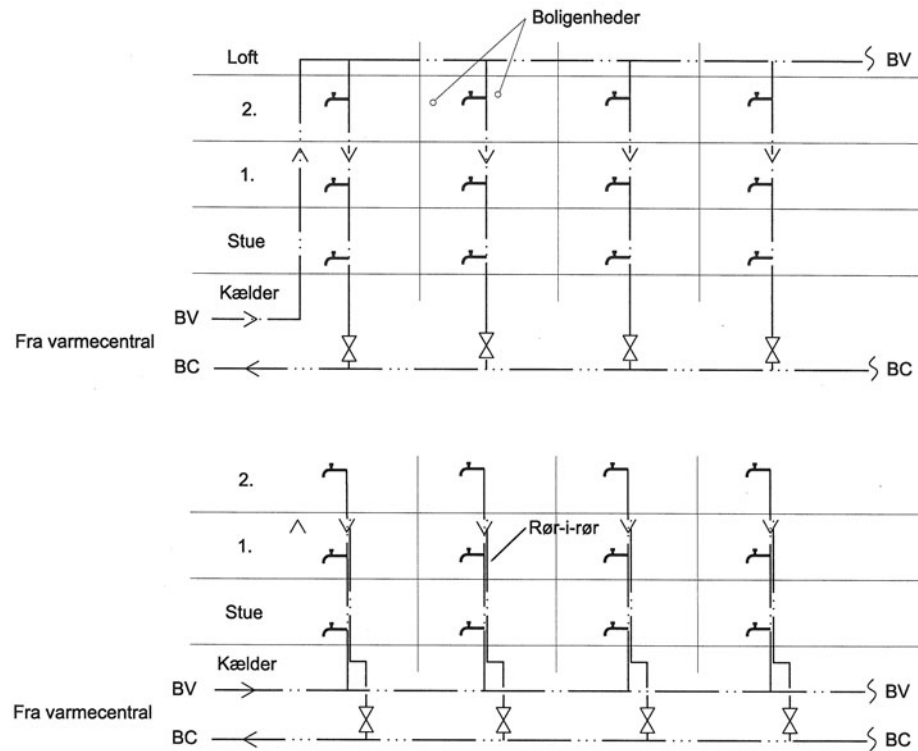 Boligenheder
Loft
BV
2.
1.
Stue
Kælder
BV
Fra varmecentral
BC
BC
2.
Rør-i-rør
1.
Stue
Kælder
BV
BV
Fra varmecentral
BC
BC